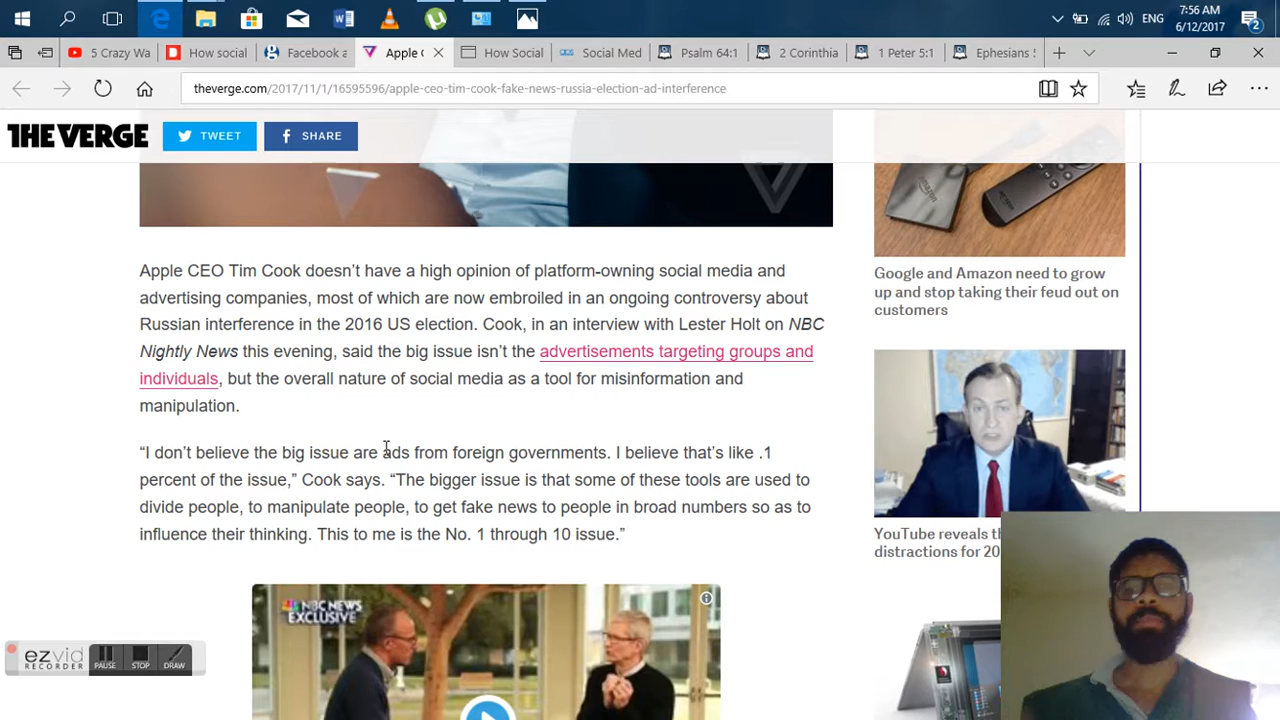 7:56 AM
ENG
6/12/2017
2
5 Crazy Wa
How social
Facebook a
Apple C
How Social
Social Med
Psalm 64:1
2 Corinthia
1 Peter 5:1
Ephesians 5
theverge.com/2017/11/1/16595596/apple-ceo-tim-cook-fake-news-russia-election-ad-interference
THE VERGE
TWEET
SHARE
Apple CEO Tim Cook doesn’t have a high opinion of platform-owning social media and
advertising companies, most of which are now embroiled in an ongoing controversy about
Russian interference in the 2016 US election. Cook, in an interview with Lester Holt on NBC
Nightly News this evening, said the big issue isn’t the advertisements targeting groups and
individuals, but the overall nature of social media as a tool for misinformation and
manipulation.
“I don’t believe the big issue are ads from foreign governments. I believe that’s like .1
percent of the issue,” Cook says. “The bigger issue is that some of these tools are used to
divide people, to manipulate people, to get fake news to people in broad numbers so as to
influence their thinking. This to me is the No. 1 through 10 issue.”
NBC NEWS
EXCLUSIVE
amazon
Google and Amazon need to grow
up and stop taking their feud out on
customers
YouTube reveals th
distractions for 20
ezvid
RECORDER
PAUSE
STOP
DRAW